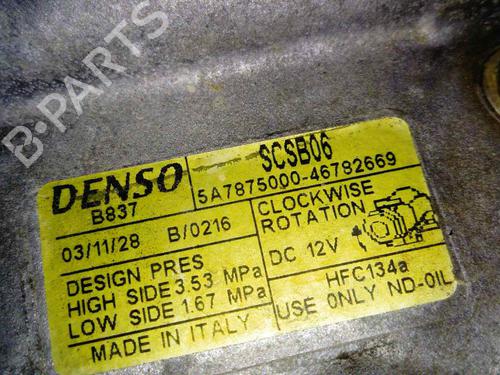 B-PARTS
DENSO
SCSB06
B837
5A7875000-46782669
03/11/28 B/0216
CLOCKWISE
ROTATION
DESIGN PRES
HIGH SIDE 3.53 MPa
LOW SIDE 1.67 MPa
DC 12V
HFC134a
MADE IN ITALY
USE ONLY ND-OIL